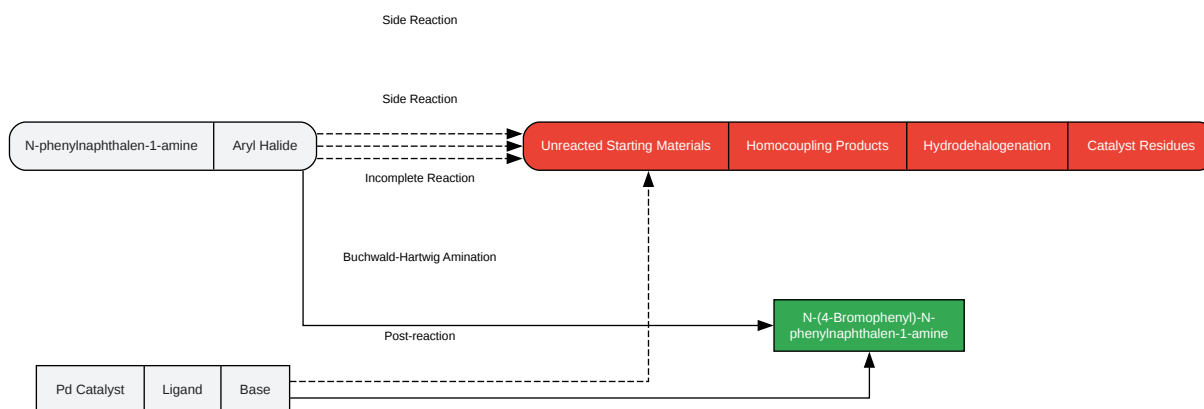 Side Reaction
Side Reaction
N-phenylnaphthalen-1-amine
Aryl Halide
Unreacted Starting Materials
Homocoupling Products
Hydrodehalogenation
Catalyst Residues
Incomplete Reaction
Buchwald-Hartwig Amination
N-(4-Bromophenyl)-N-
phenylnaphthalen-1-amine
Post-reaction
Pd Catalyst
Ligand
Base